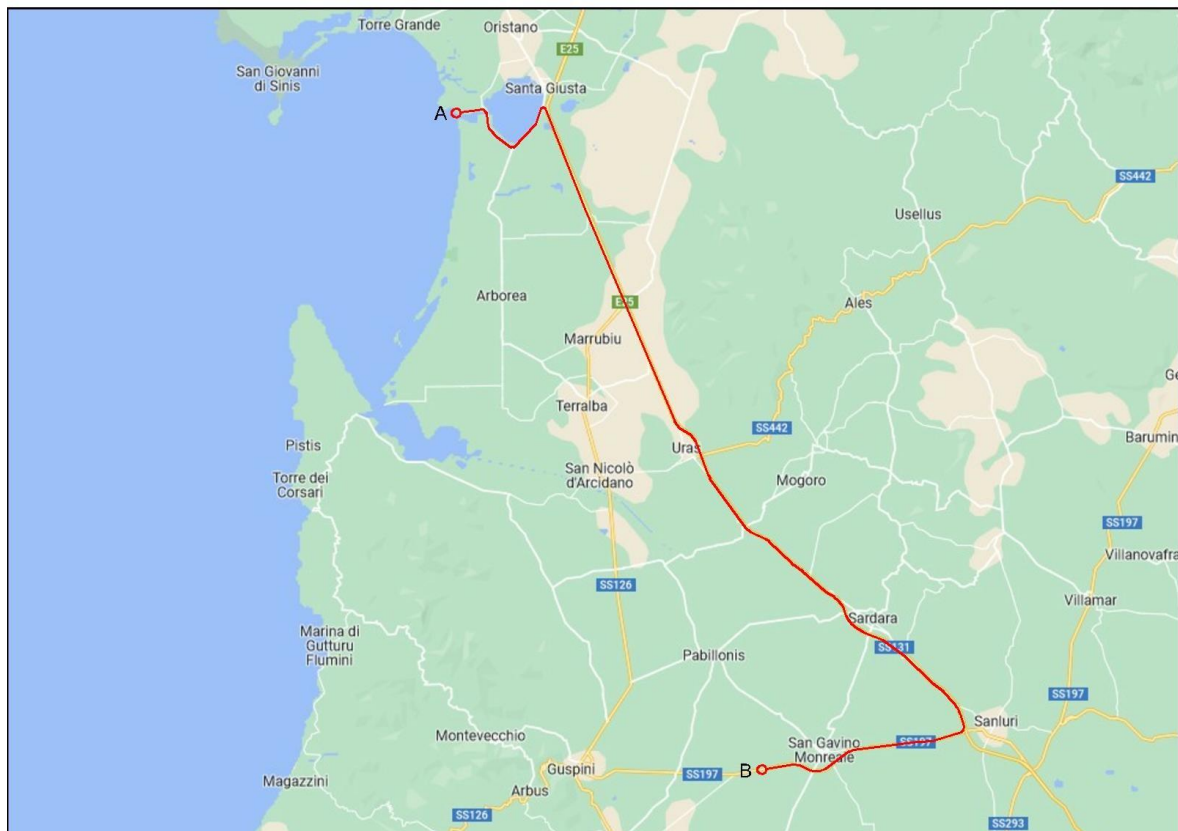 Torre Grande
Oristano
E25
San Giovanni
di Sinis
Santa Giusta
A
SS442
Usellus
Arborea
E25
Ales
Marrubiu
Terralba
SS442
Pistis
Uras
Barumin
Torre dei
Corsari
San Nicolò
d'Arcidano
Mogoro
SS197
Villanovafra
SS126
Villamar
Marina di
Gutturu
Flumini
Sardara
SS131
Pabillonis
SS197
Sanluri
Montevecchio
San Gavino
Monreale
SS197
Guspini
SS197
B
Magazzini
Arbus
SS126
SS293
Ge